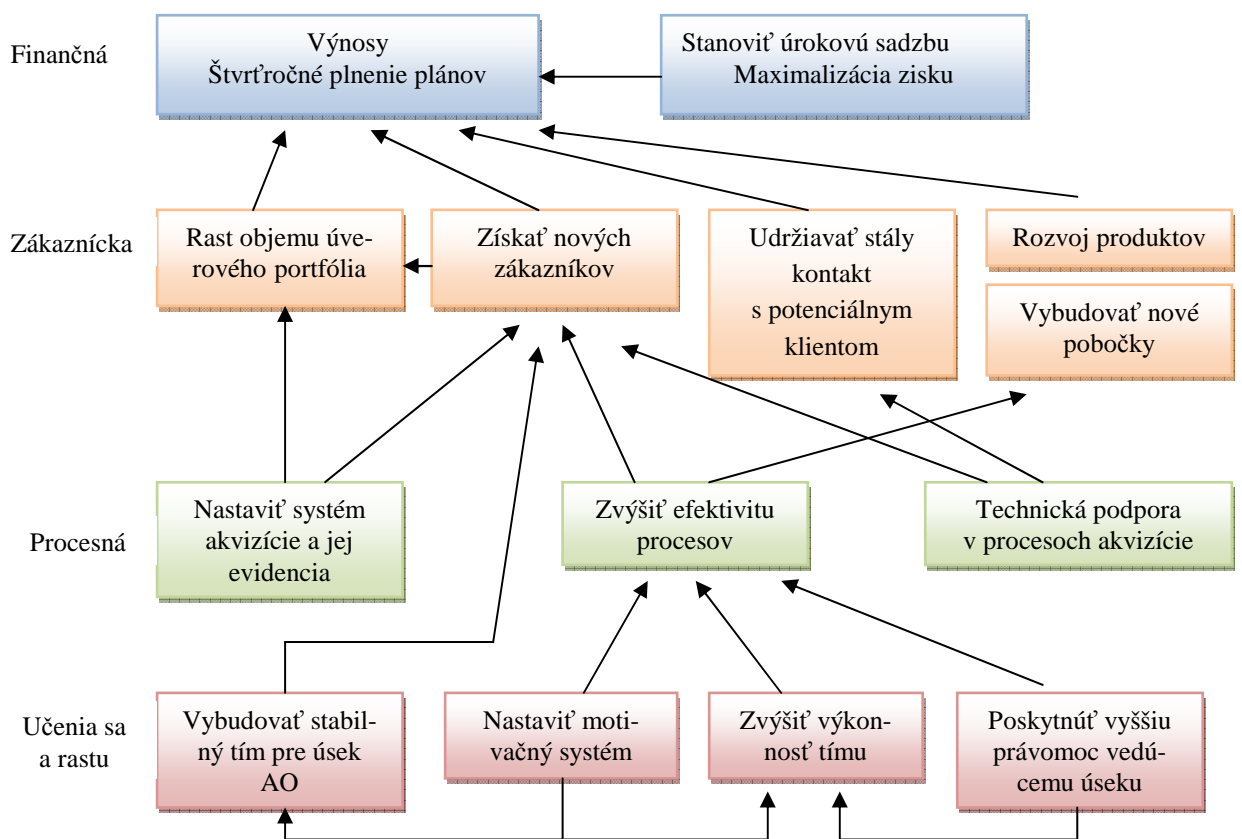 Finančná
Výnosy
Štvrťročné plnenie plánov
Stanoviť úrokovú sadzbu
Maximalizácia zisku
Zákaznícka
Rast objemu úve-
rového portfólia
Získať nových
zákazníkov
Udržiavať stály
kontakt
s potenciálnym
klientom
Rozvoj produktov
Vybudovať nové
pobočky
Procesná
Nastaviť systém
akvizície a jej
evidencia
Zvýšiť efektivitu
procesov
Technická podpora
v procesoch akvizície
Učenia sa
a rastu
Vybudovať stabil-
ný tím pre úsek
AO
Nastaviť moti-
vačný systém
Zvýšiť výkon-
nosť tímu
Poskytnúť vyššiu
právomoc vedú-
cemu úseku